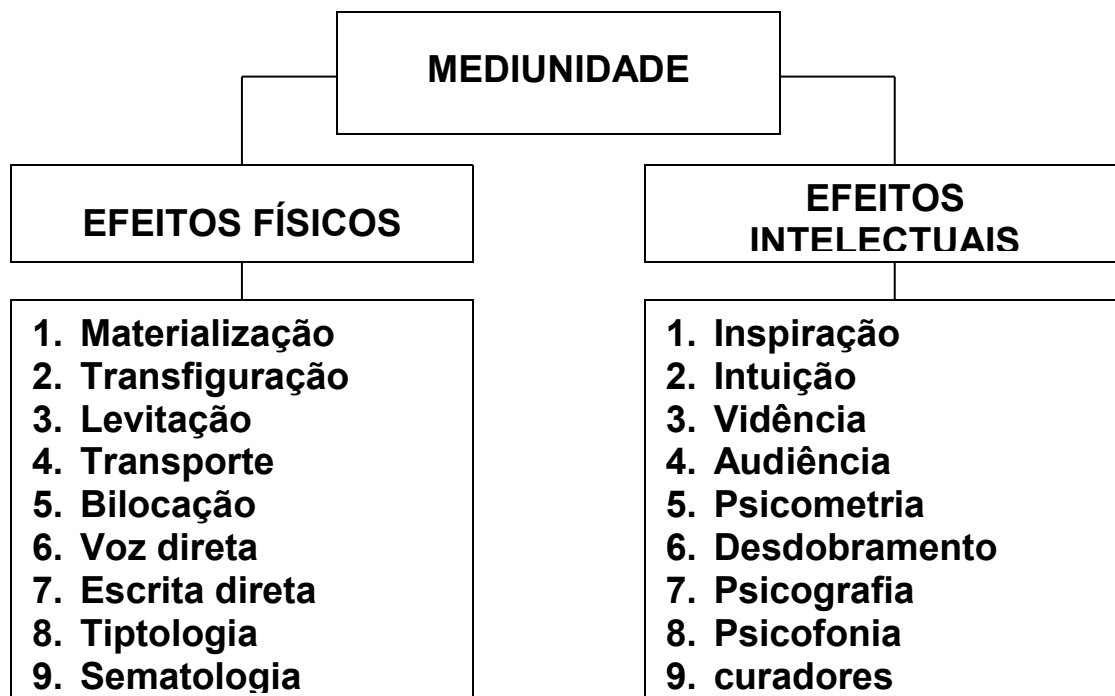 MEDIUNIDADE
EFEITOS FÍSICOS
1. Materialização
2. Transfiguração
3. Levitação
4. Transporte
5. Bilocação
6. Voz direta
7. Escrita direta
8. Tiptologia
9. Sematologia
EFEITOS
INTELECTUAIS
1. Inspiração
2. Intuição
3. Vidência
4. Audiência
5. Psicometria
6. Desdobramento
7. Psicografia
8. Psicofonia
9. curadores